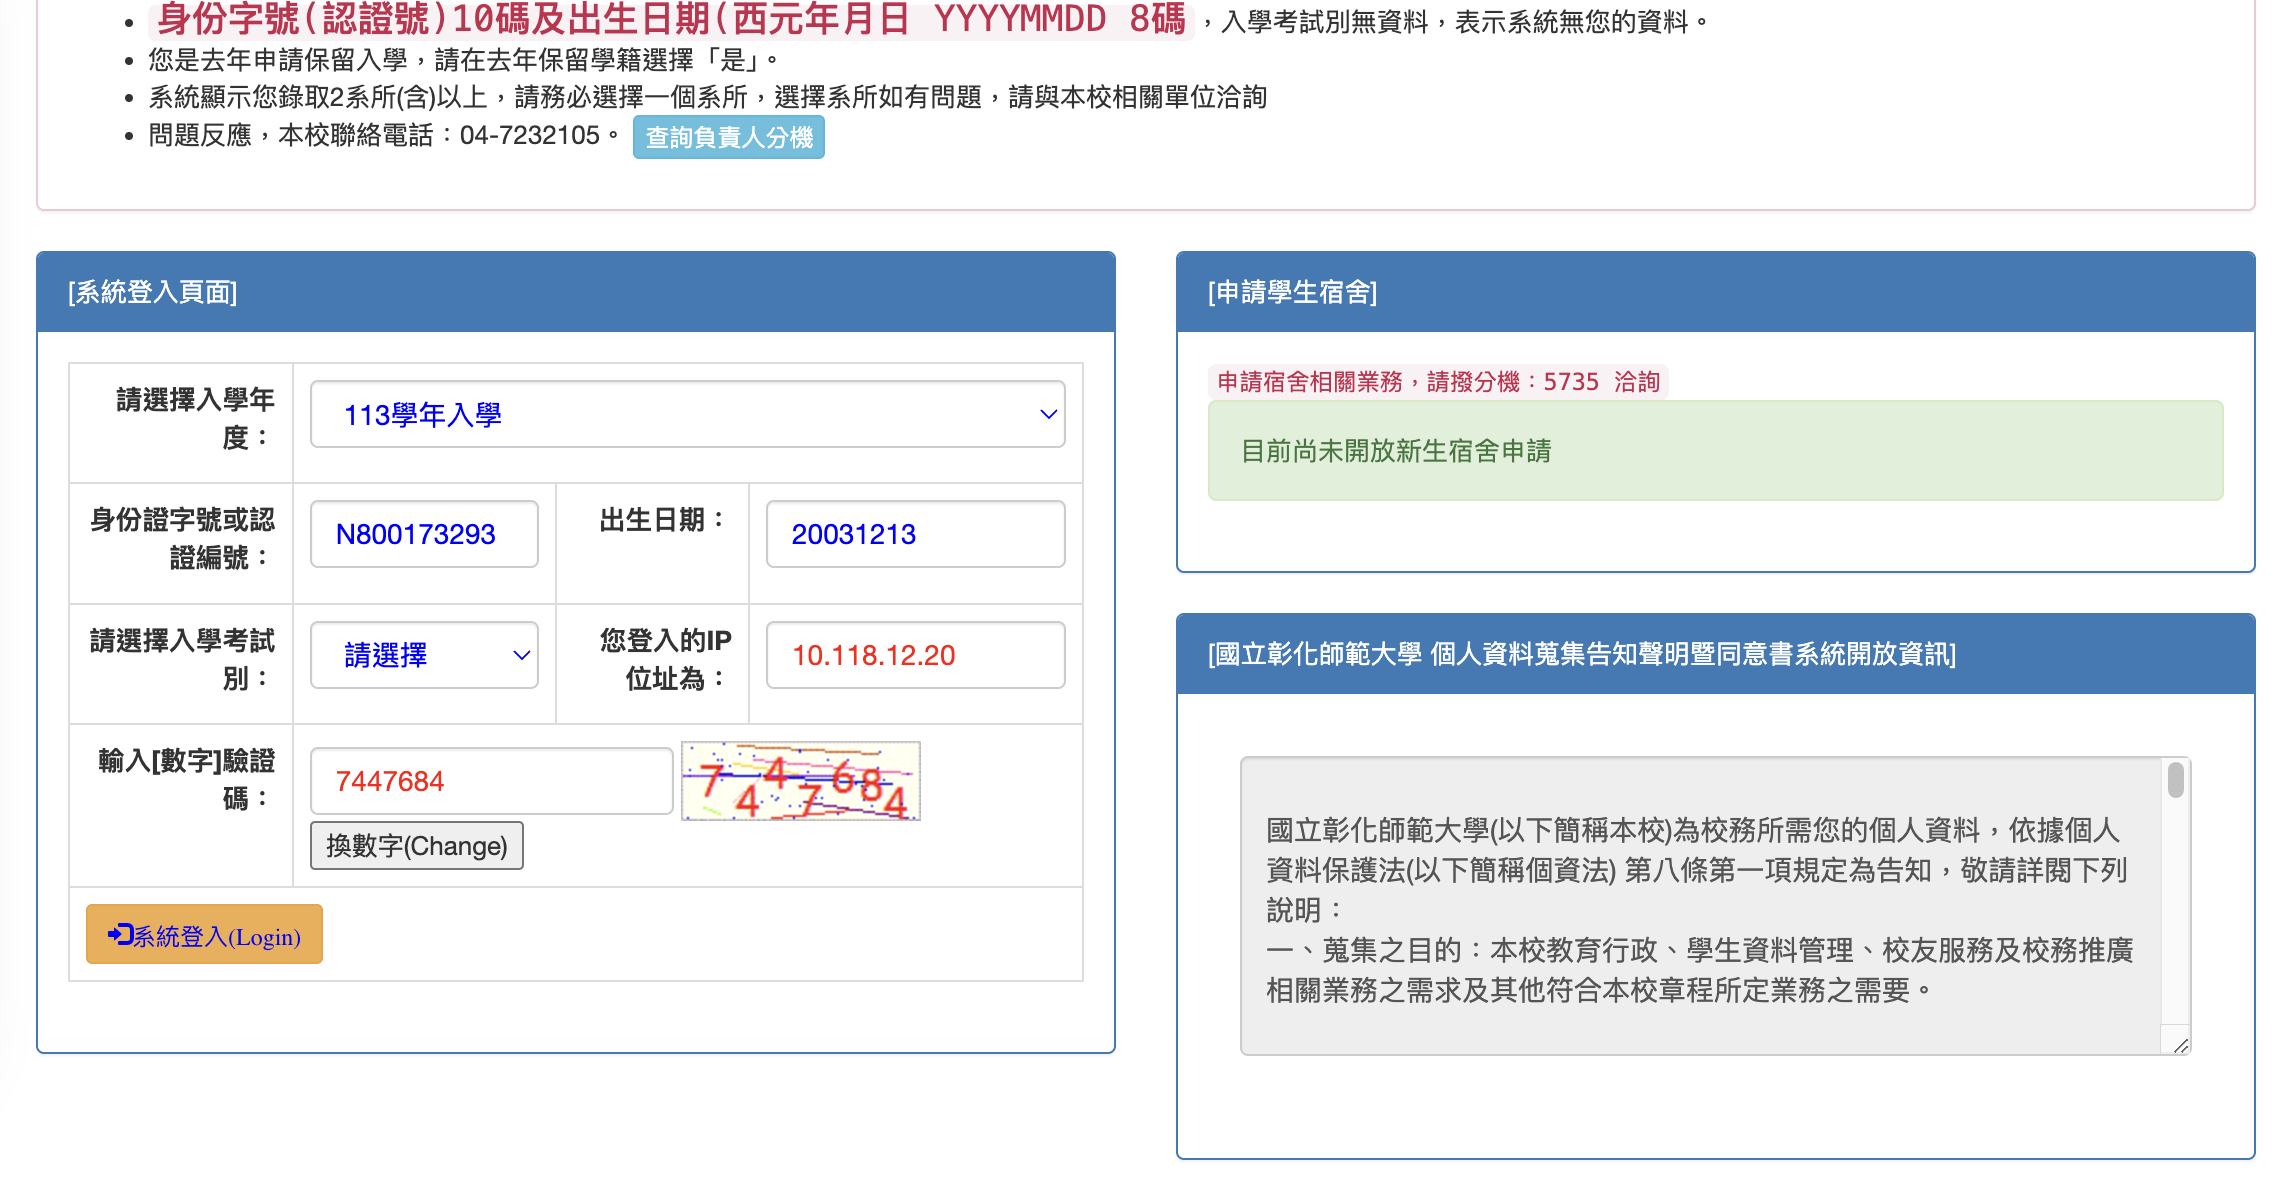 身份字號(認證號)10碼及出生日期(西元年月日 YYYYMMDD 8碼，入學考試別無資料，表示系統無您的資料。
您是去年申請保留入學，請在去年保留學籍選擇「是」。
系統顯示您錄取2系所(含)以上，請務必選擇一個系所，選擇系所如有問題，請與本校相關單位洽詢
問題反應，本校聯絡電話：04-7232105。 查詢負責人分機
[系統登入頁面]
請選擇入學年
度：
113學年入學
身份證字號或認
證編號：
N800173293
出生日期：
20031213
請選擇入學考試
別：
請選擇
您登入的IP
位址為：
10.118.12.20
輸入[數字]驗證
碼：
7447684
7447684
換數字(Change)
系統登入(Login)
[申請學生宿舍]
申請宿舍相關業務，請撥分機：5735 洽詢
目前尚未開放新生宿舍申請
[國立彰化師範大學 個人資料蒐集告知聲明暨同意書系統開放資訊]
國立彰化師範大學(以下簡稱本校)為校務所需您的個人資料，依據個人
資料保護法(以下簡稱個資法) 第八條第一項規定為告知，敬請詳閱下列
說明：
一、蒐集之目的：本校教育行政、學生資料管理、校友服務及校務推廣
相關業務之需求及其他符合本校章程所定業務之需要。